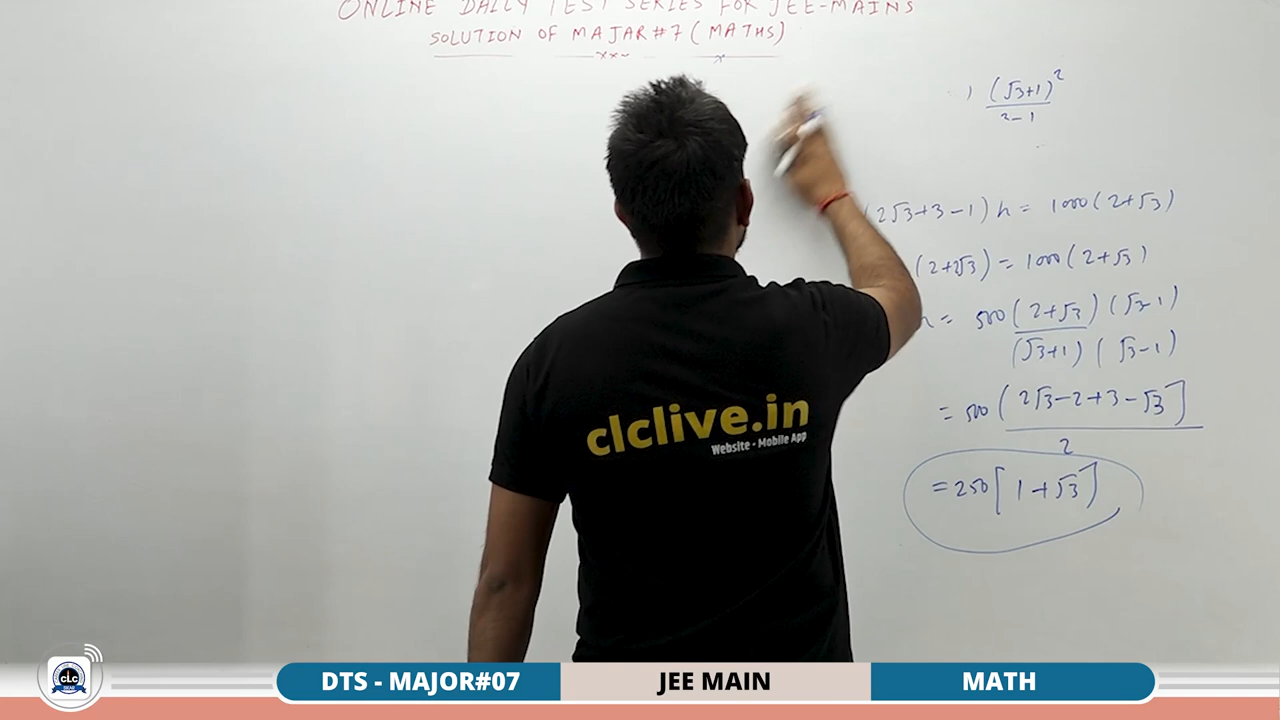 ONLINE DAILY TEST SERIES FOR JEE-MAINS
SOLUTION OF MAJAR#7 (MATHS)
(√3+1)²
3-1
(2√3+3-1) h = 1000(2+√3)
(2+2√3) = 1000(2+√3)
h = 500 (2+√3) (√3-1)
(√3+1) (√3-1)
= 500 (2√3-2+3-√3]
2
= 250[1+√3]
clclive.in
Website - Mobile App
CLC
SIKAR
DTS - MAJOR#07
JEE MAIN
MATH